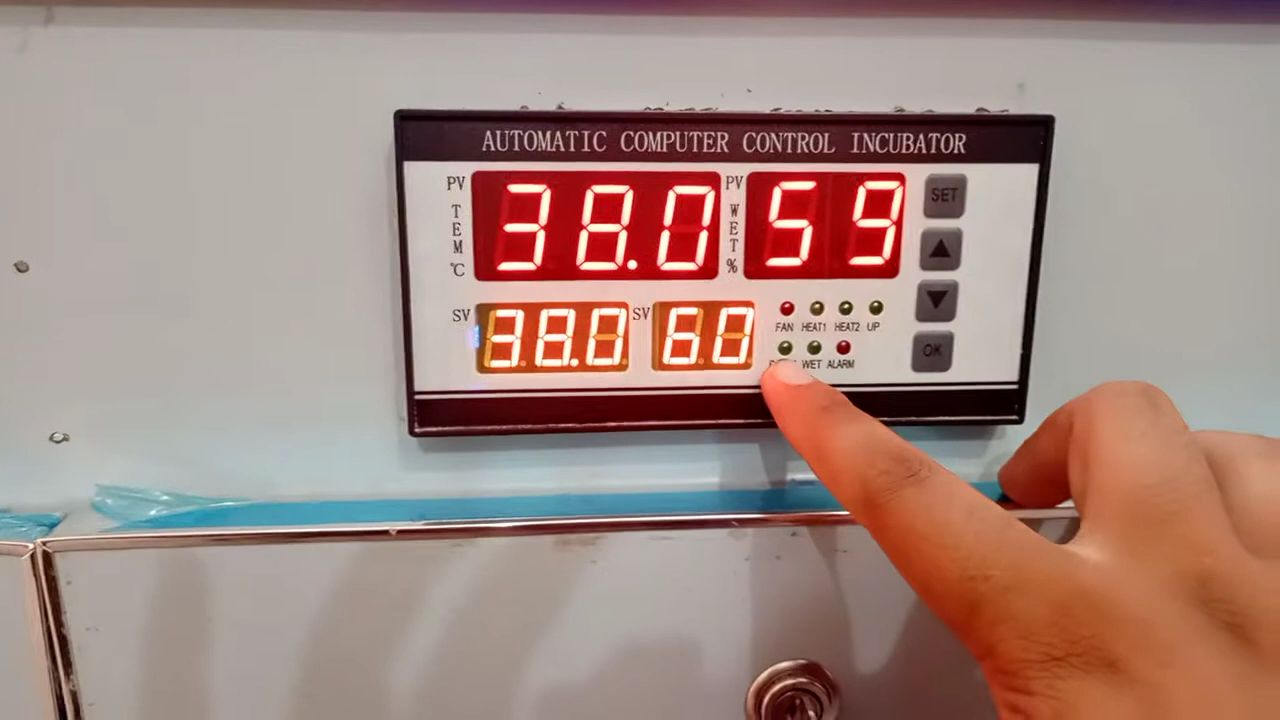 AUTOMATIC COMPUTER CONTROL INCUBATOR
PV TEM ℃ 38.0 PV WET% 59 SET
▲
▼
SV 38.0 SV 60
FAN HEAT1 HEAT2 UP
WET ALARM
OK